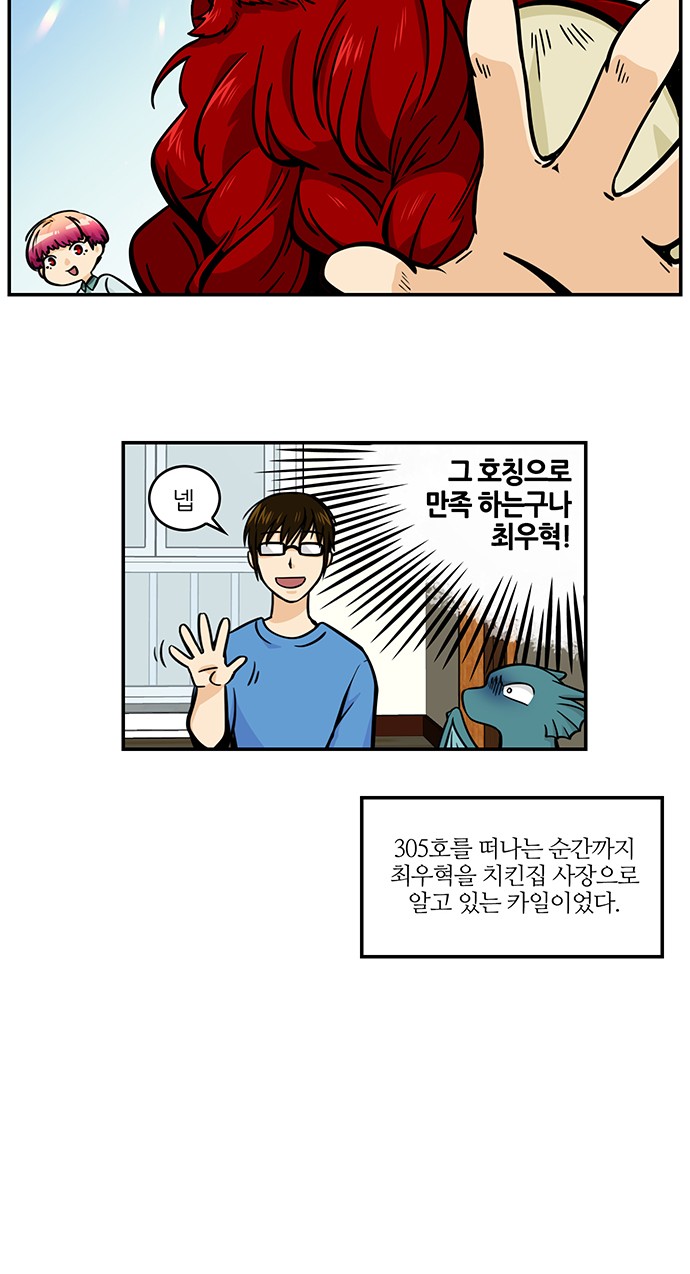 넵
그 호칭으로
만족 하는구나
최우혁!
305호를 떠나는 순간까지
최우혁을 치킨집 사장으로
알고 있는 카일이었다.